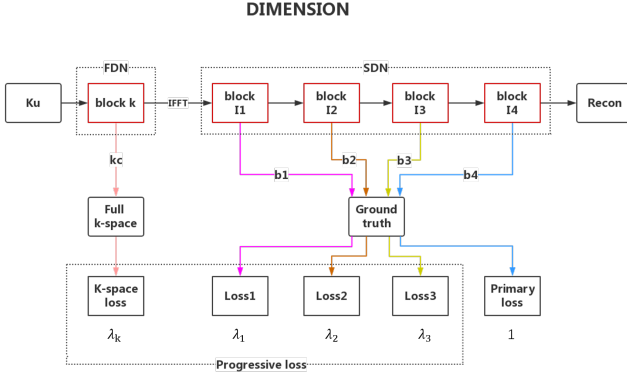 DIMENSION
FDN
SDN
Ku
block k
IFFT
block
I1
block
I2
block
I3
block
I4
Recon
kc
b1
b2
b3
b4
Full
k-space
Ground
truth
K-space
loss
Loss1
Loss2
Loss3
Primary
loss
λk
λ1
λ2
λ3
1
Progressive loss